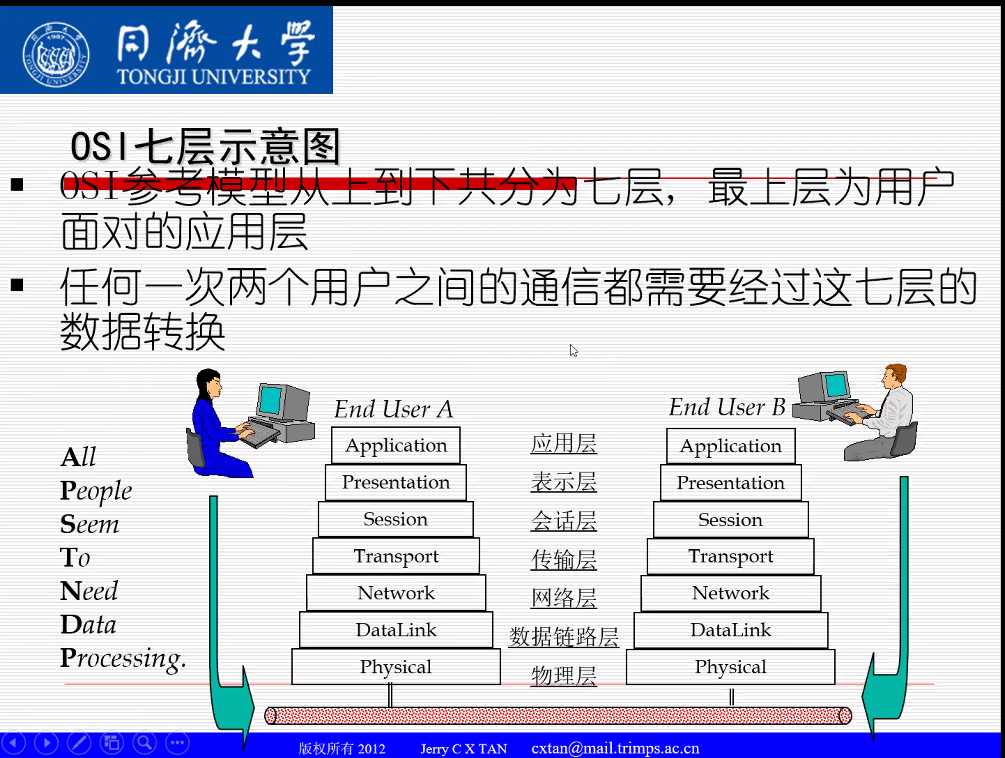 同濟大學
TONGJI UNIVERSITY
1907
OSI七层示意图
OSI参考模型从上到下共分为七层，最上层为用户
面对的应用层
任何一次两个用户之间的通信都需要经过这七层的
数据转换
End User A
End User B
All
People
Seem
To
Need
Data
Processing.
Application
Presentation
Session
Transport
Network
DataLink
Physical
应用层
表示层
会话层
传输层
网络层
数据链路层
物理层
Application
Presentation
Session
Transport
Network
DataLink
Physical
版权所有 2012 Jerry C X TAN cxtan@mail.trimps.ac.cn